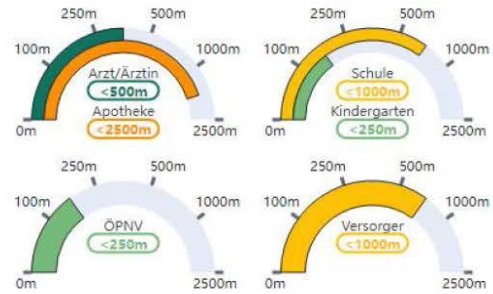 250m 500m
100m 1000m
Arzt/Ärztin
<500m
Apotheke
<2500m
0m 2500m
250m 500m
100m 1000m
Schule
<1000m
Kindergarten
<250m
0m 2500m
250m 500m
100m 1000m
ÖPNV
<250m
0m 2500m
250m 500m
100m 1000m
Versorger
<1000m
0m 2500m